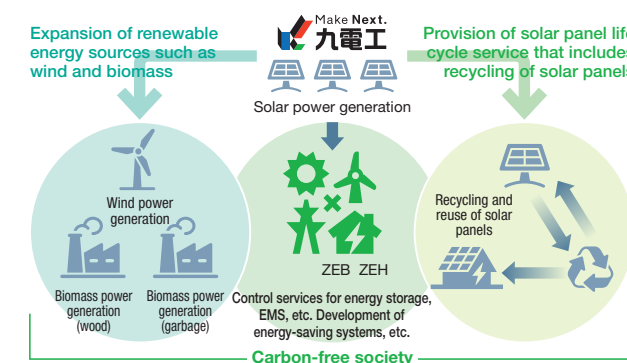 Expansion of renewable
energy sources such as
wind and biomass
Make Next.
九電工
Solar power generation
Provision of solar panel life
cycle service that includes
recycling of solar panels
Wind power
generation
Biomass power
generation
(wood)
Biomass power
generation
(garbage)
ZEB ZEH
Control services for energy storage,
EMS, etc. Development of
energy-saving systems, etc.
Recycling and
reuse of solar
panels
Carbon-free society